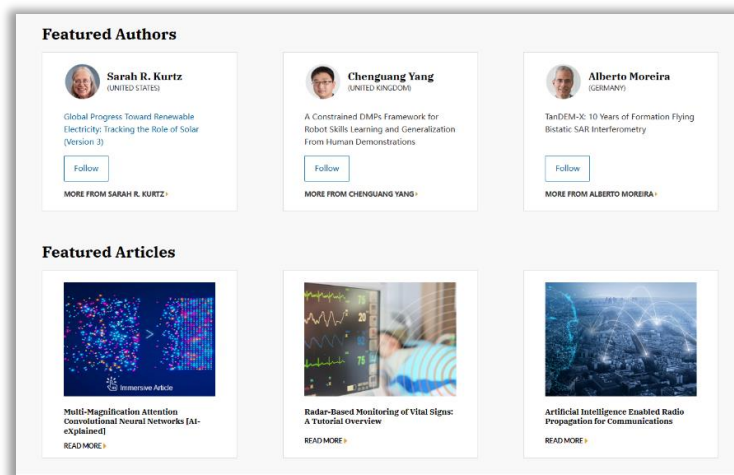 Featured Authors
Sarah R. Kurtz
(UNITED STATES)
Global Progress Toward Renewable
Electricity: Tracking the Role of Solar
(Version 3)
Follow
MORE FROM SARAH R. KURTZ
Chenguang Yang
(UNITED KINGDOM)
A Constrained DMPs Framework for
Robot Skills Learning and Generalization
From Human Demonstrations
Follow
MORE FROM CHENGUANG YANG
Alberto Moreira
(GERMANY)
TanDEM-X: 10 Years of Formation Flying
Bistatic SAR Interferometry
Follow
MORE FROM ALBERTO MOREIRA
Featured Articles
>
Immersive Article
Multi-Magnification Attention
Convolutional Neural Networks [AI-
eXplained]
READ MORE
75
20
75
Radar-Based Monitoring of Vital Signs:
A Tutorial Overview
READ MORE
Artificial Intelligence Enabled Radio
Propagation for Communications
READ MORE